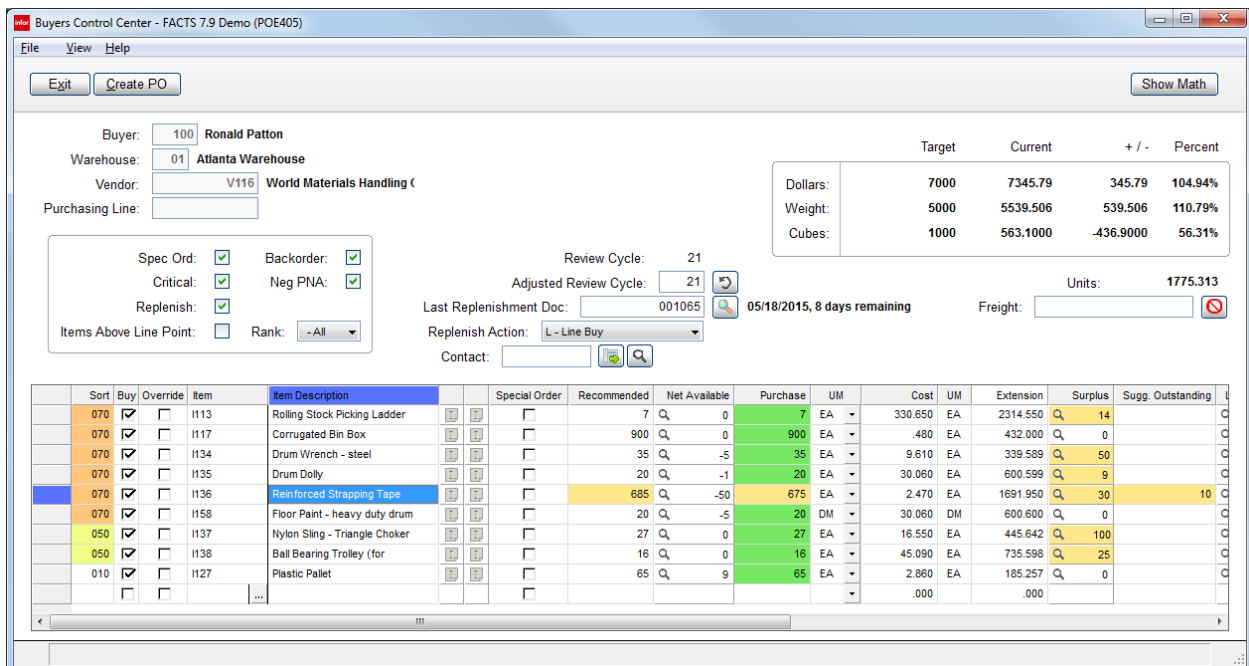 infor Buyers Control Center - FACTS 7.9 Demo (POE405)
File View Help
Exit Create PO Show Math
Buyer: 100 Ronald Patton
Warehouse: 01 Atlanta Warehouse
Vendor: V116 World Materials Handling (
Purchasing Line:
Target Current + / - Percent
Dollars: 7000 7345.79 345.79 104.94%
Weight: 5000 5539.506 539.506 110.79%
Cubes: 1000 563.1000 -436.9000 56.31%
Spec Ord: Backorder:
Critical: Neg PNA:
Replenish:
Items Above Line Point: Rank: - All
Review Cycle: 21
Adjusted Review Cycle: 21
Last Replenishment Doc: 001065 05/18/2015, 8 days remaining
Replenish Action: L - Line Buy
Contact:
Units: 1775.313
Freight:
Sort Buy Override Item Item Description Special Order Recommended Net Available Purchase UM Cost UM Extension Surplus Sugg. Outstanding L
070 I113 Rolling Stock Picking Ladder 7 0 7 EA 330.650 EA 2314.550 14
070 I117 Corrugated Bin Box 900 0 900 EA .480 EA 432.000 0
070 I134 Drum Wrench - steel 35 -5 35 EA 9.610 EA 339.589 50
070 I135 Drum Dolly 20 -1 20 EA 30.060 EA 600.599 9
070 I136 Reinforced Strapping Tape 685 -50 675 EA 2.470 EA 1691.950 30 10
070 I158 Floor Paint - heavy duty drum 20 -5 20 DM 30.060 DM 600.600 0
050 I137 Nylon Sling - Triangle Choker 27 0 27 EA 16.550 EA 445.642 100
050 I138 Ball Bearing Trolley (for 16 0 16 EA 45.090 EA 735.598 25
010 I127 Plastic Pallet 65 9 65 EA 2.860 EA 185.257 0
... .000 .000